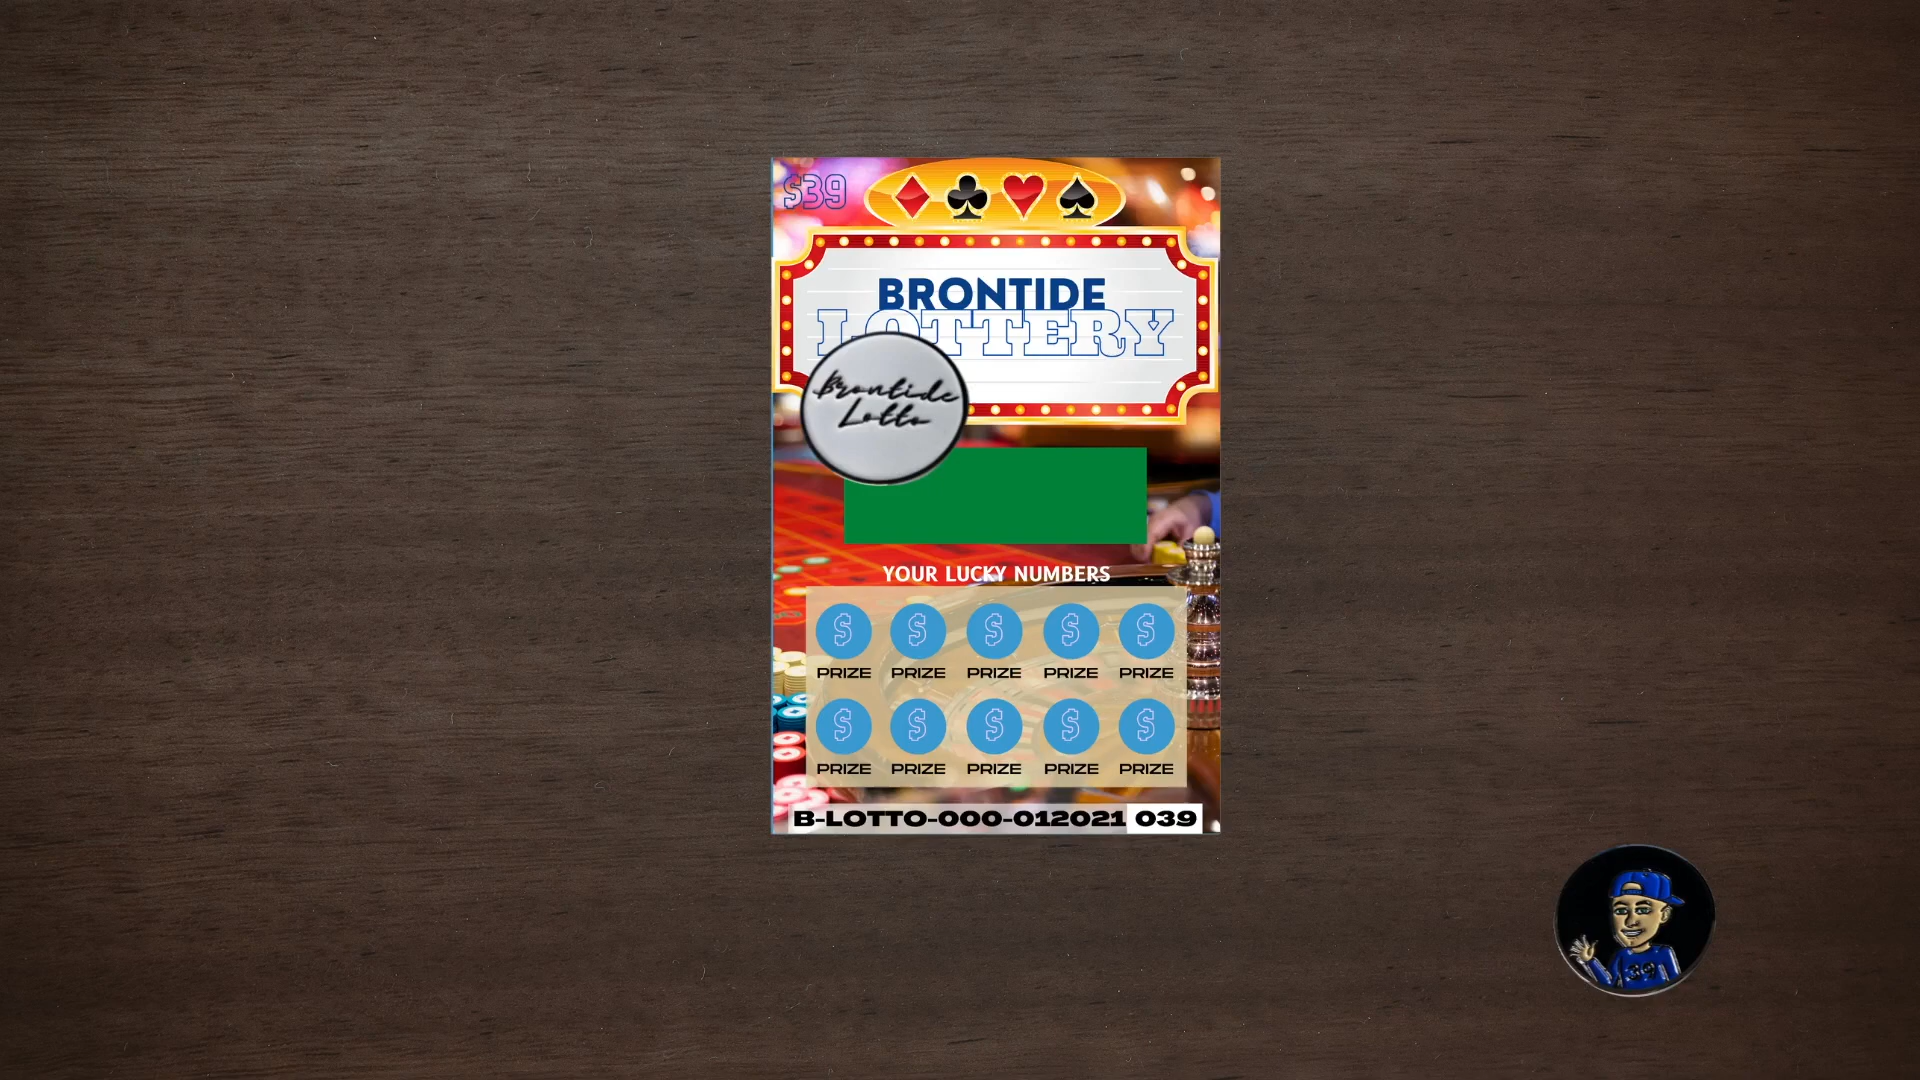 $39
BRONTIDE
LOTTERY
Brontide
Lotto
YOUR LUCKY NUMBERS
$ $ $ $ $
PRIZE PRIZE PRIZE PRIZE PRIZE
$ $ $ $ $
PRIZE PRIZE PRIZE PRIZE PRIZE
B-LOTTO-000-012021 039
39